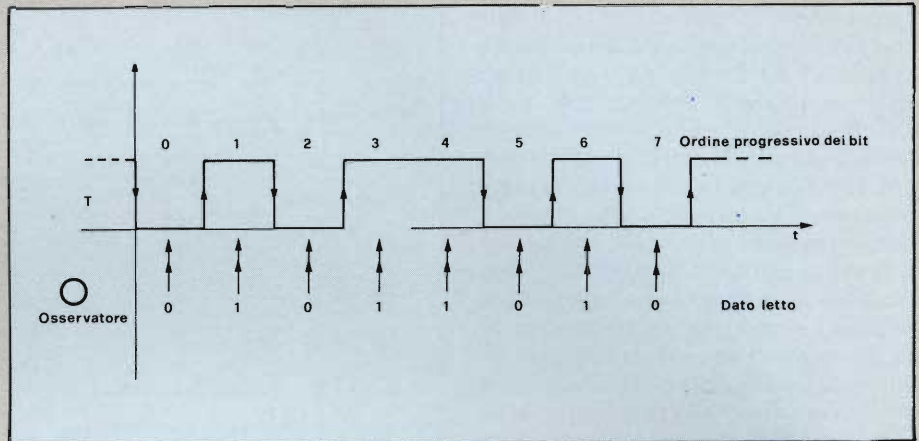 0 1 2 3 4 5 6 7 Ordine progressivo dei bit
T
t
0 1 0 1 1 0 1 0 Dato letto
Osservatore